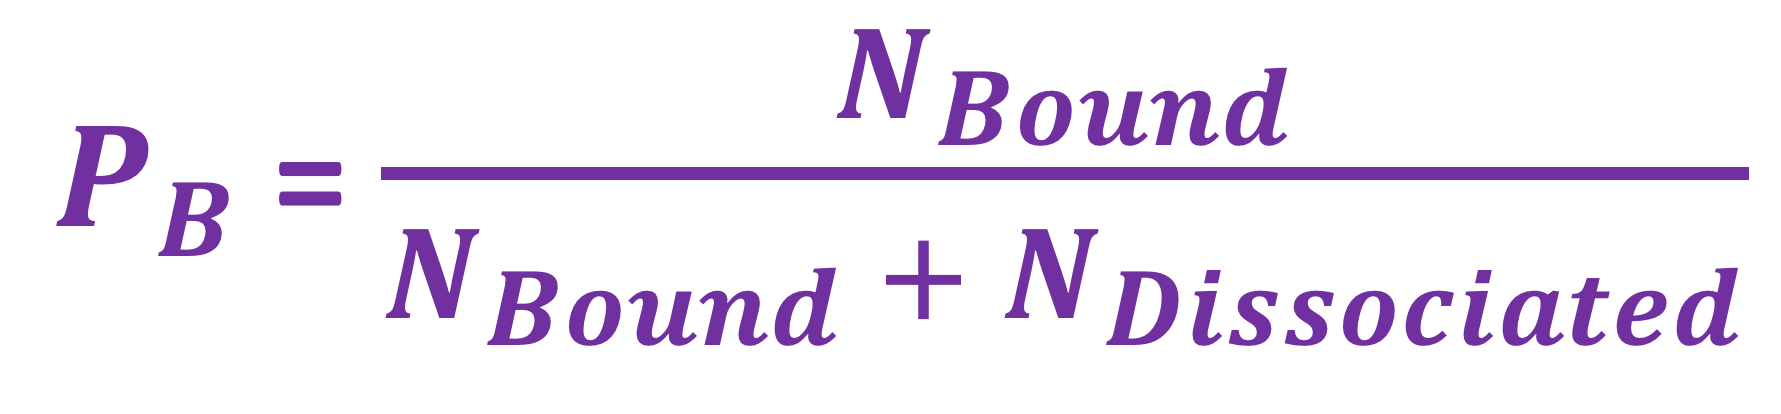 P_B = N_Bound / (N_Bound + N_Dissociated)